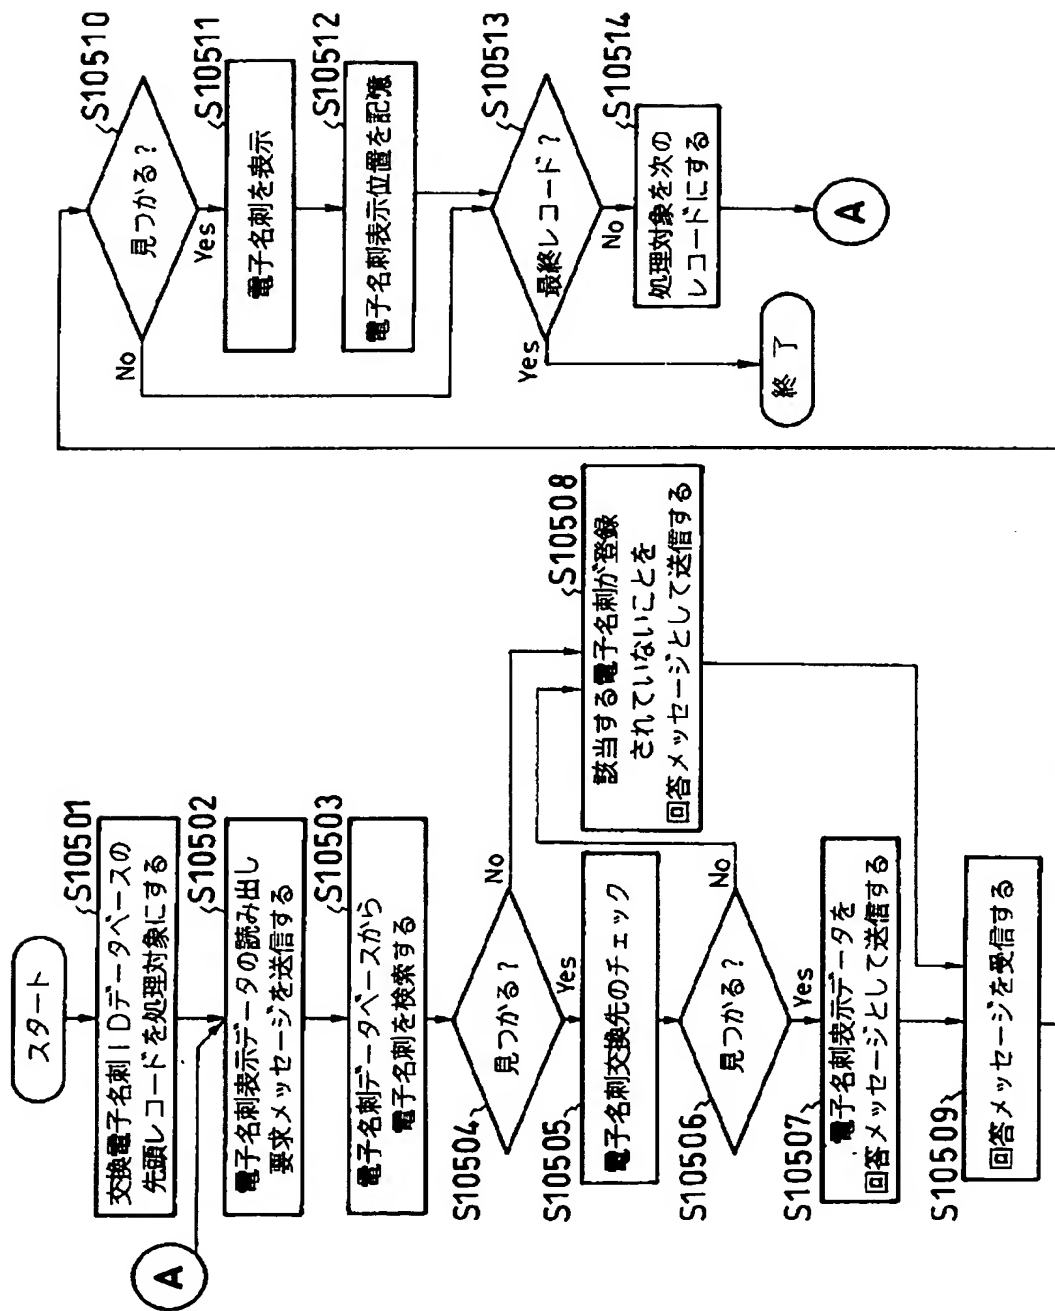 スタート
S10501
交換電子名刺IDデータベースの
先頭レコードを処理対象にする
A
S10502
電子名刺表示データの読み出し
要求メッセージを送信する
S10503
電子名刺データベースから
電子名刺を検索する
S10504
見つかる?
No
Yes
S10505
電子名刺交換先のチェック
S10506
見つかる?
No
Yes
S10507
電子名刺表示データを
回答メッセージとして送信する
S10508
該当する電子名刺が登録
されていないことを
回答メッセージとして送信する
S10509
回答メッセージを受信する
S10510
見つかる?
No
Yes
S10511
電子名刺を表示
S10512
電子名刺表示位置を記憶
S10513
最終レコード?
Yes
No
終了
S10514
処理対象を次の
レコードにする
A